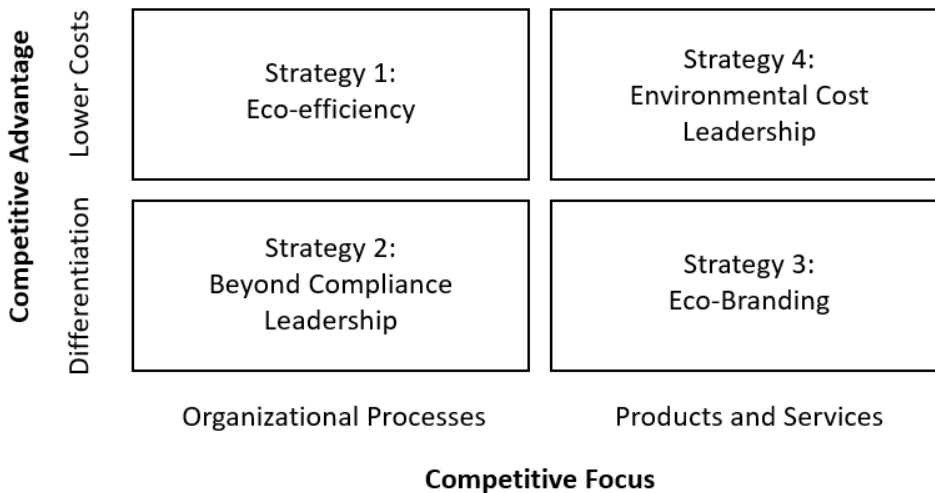 Competitive Advantage
Lower Costs
Strategy 1:
Eco-efficiency
Strategy 4:
Environmental Cost
Leadership
Differentiation
Strategy 2:
Beyond Compliance
Leadership
Strategy 3:
Eco-Branding
Organizational Processes
Products and Services
Competitive Focus